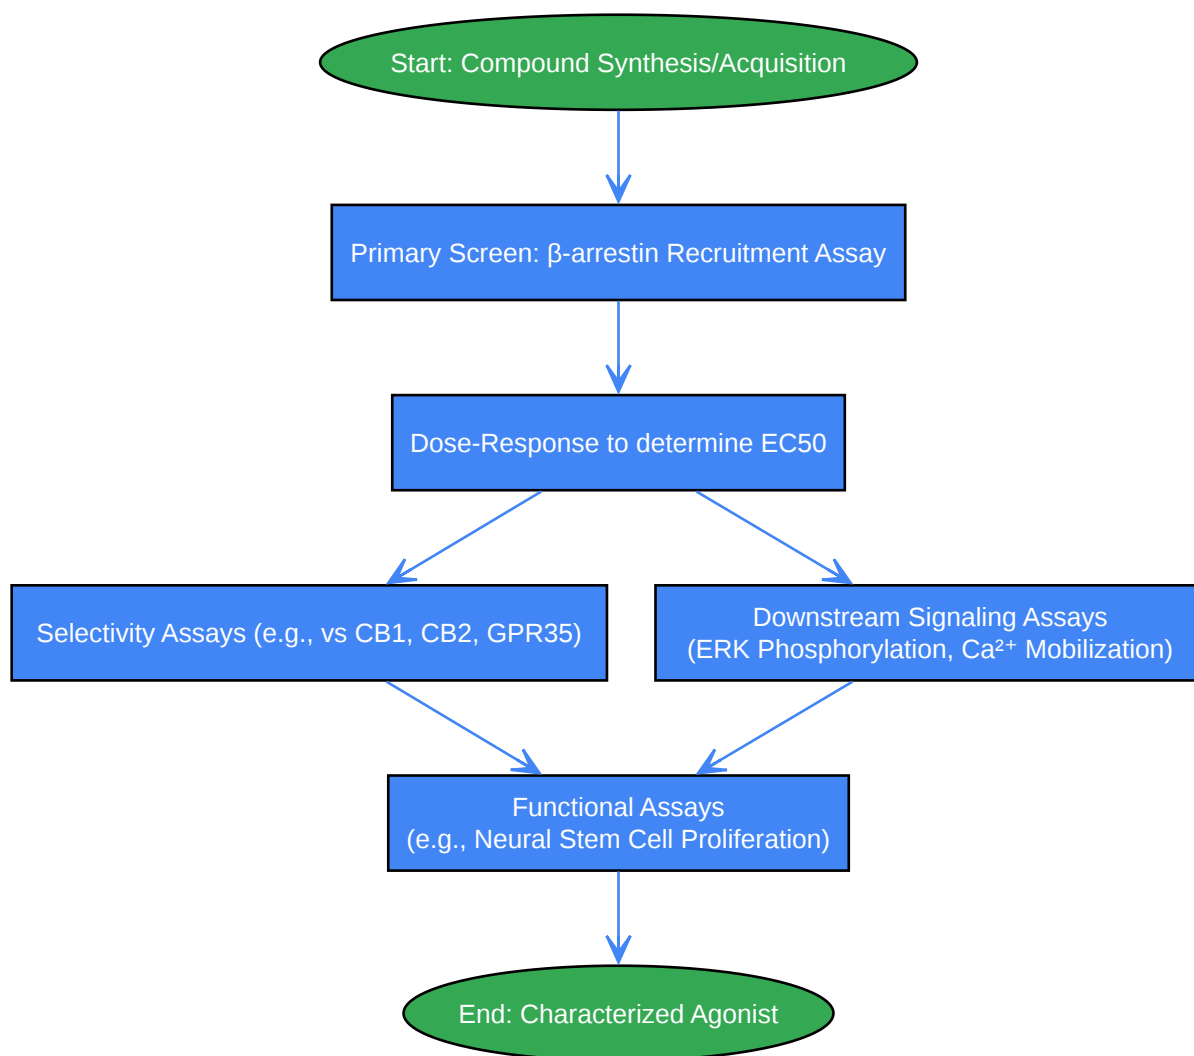 Start: Compound Synthesis/Acquisition
Primary Screen: β-arrestin Recruitment Assay
Dose-Response to determine EC50
Selectivity Assays (e.g., vs CB1, CB2, GPR35)
Downstream Signaling Assays
(ERK Phosphorylation, Ca²⁺ Mobilization)
Functional Assays
(e.g., Neural Stem Cell Proliferation)
End: Characterized Agonist